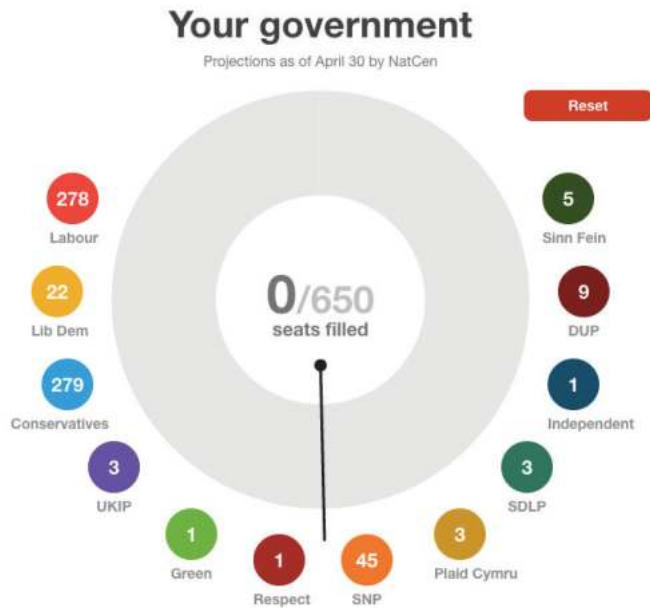 Your government
Projections as of April 30 by NatCen
Reset
278
Labour
5
Sinn Fein
22
Lib Dem
0/650
seats filled
9
DUP
279
Conservatives
1
Independent
3
UKIP
3
SDLP
1
Green
1
Respect
45
SNP
3
Plaid Cymru